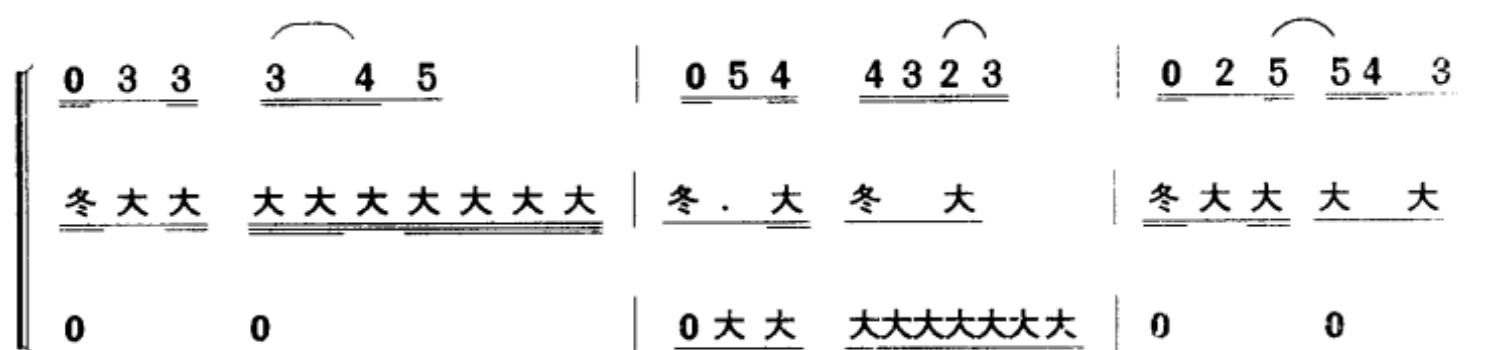 0 3 3 3 4 5 | 0 5 4 4 3 2 3 | 0 2 5 5 4 3
冬 大 大 大 大 大 大 大 大 大 | 冬 . 大 冬 大 | 冬 大 大 大 大
0 0 | 0 大 大 大大大大大大大 | 0 0